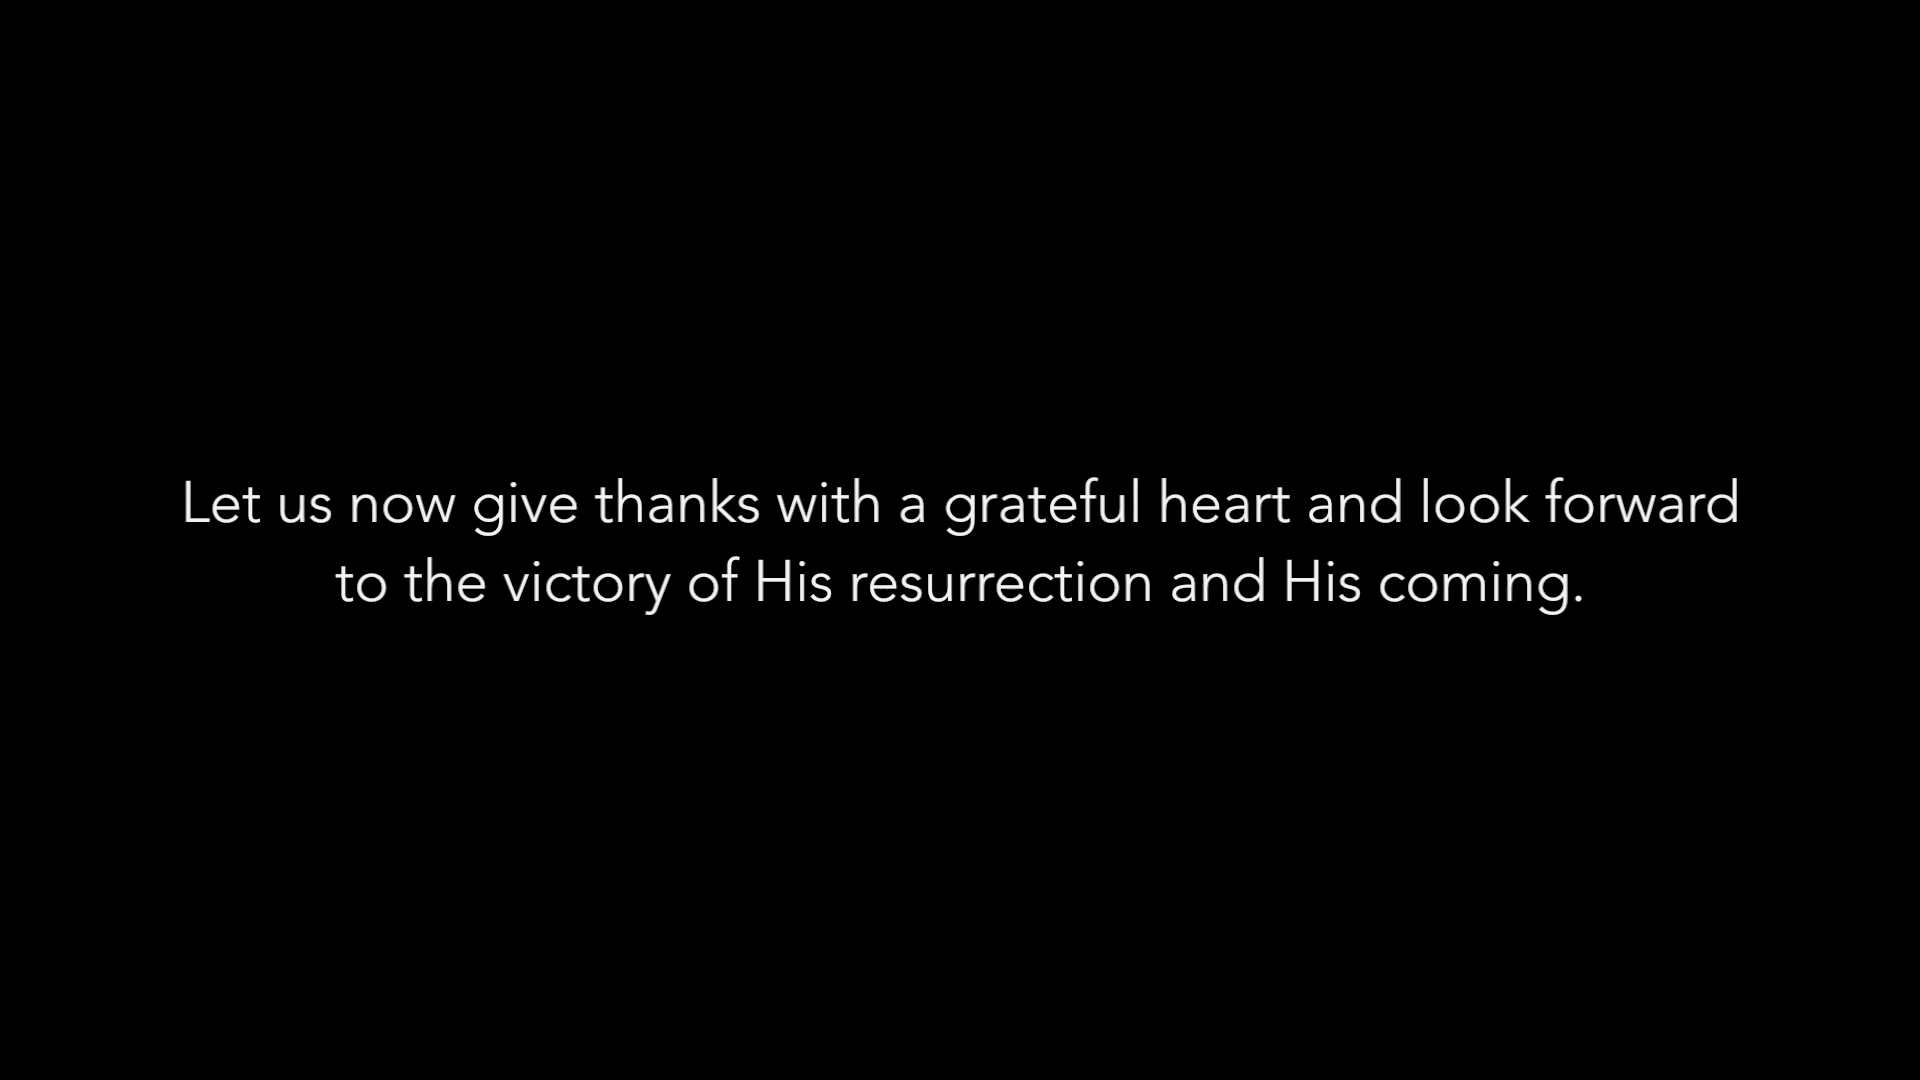 Let us now give thanks with a grateful heart and look forward
to the victory of His resurrection and His coming.